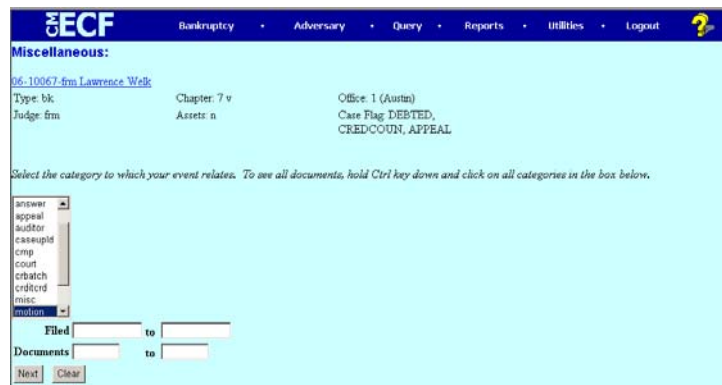 CM ECF Bankruptcy • Adversary • Query • Reports • Utilities • Logout ?
Miscellaneous:
06-10067-frm Lawrence Welk
Type: bk Chapter: 7 v Office: 1 (Austin)
Judge: frm Assets: n Case Flag: DEBTED,
CREDCOUN, APPEAL
Select the category to which your event relates. To see all documents, hold Ctrl key down and click on all categories in the box below.
answer
appeal
auditor
caseupld
cmp
court
crbatch
crditcrd
misc
motion
Filed to
Documents to
Next Clear